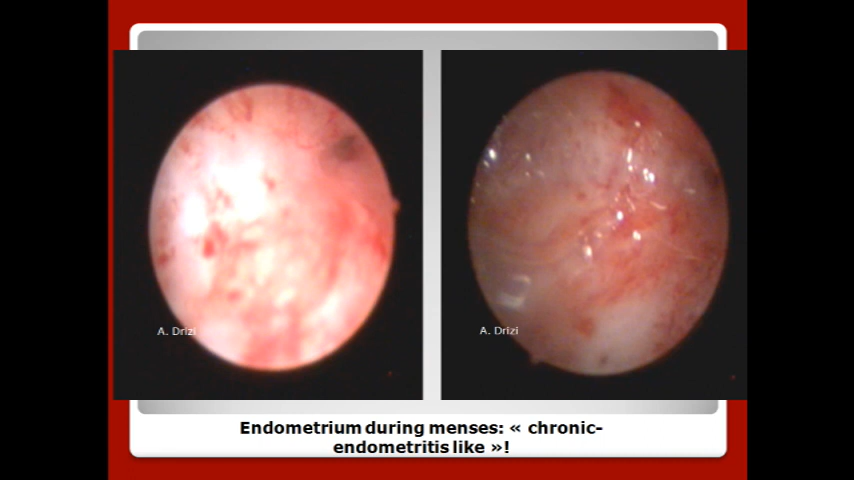 A. Drizi
A. Drizi
Endometrium during menses: « chronic-
endometritis like »!